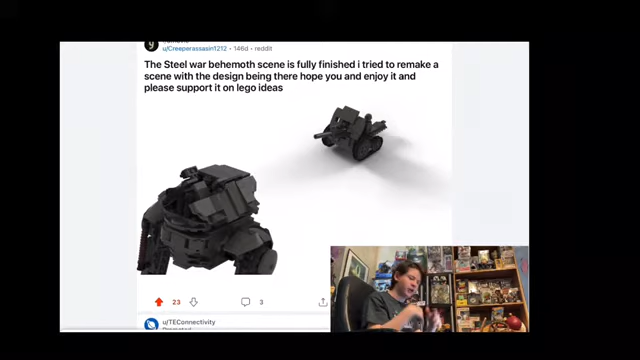 u/Creeperassasin1212 · 146d · reddit
The Steel war behemoth scene is fully finished i tried to remake a
scene with the design being there hope you and enjoy it and
please support it on lego ideas
23
3
u/TEConnectivity